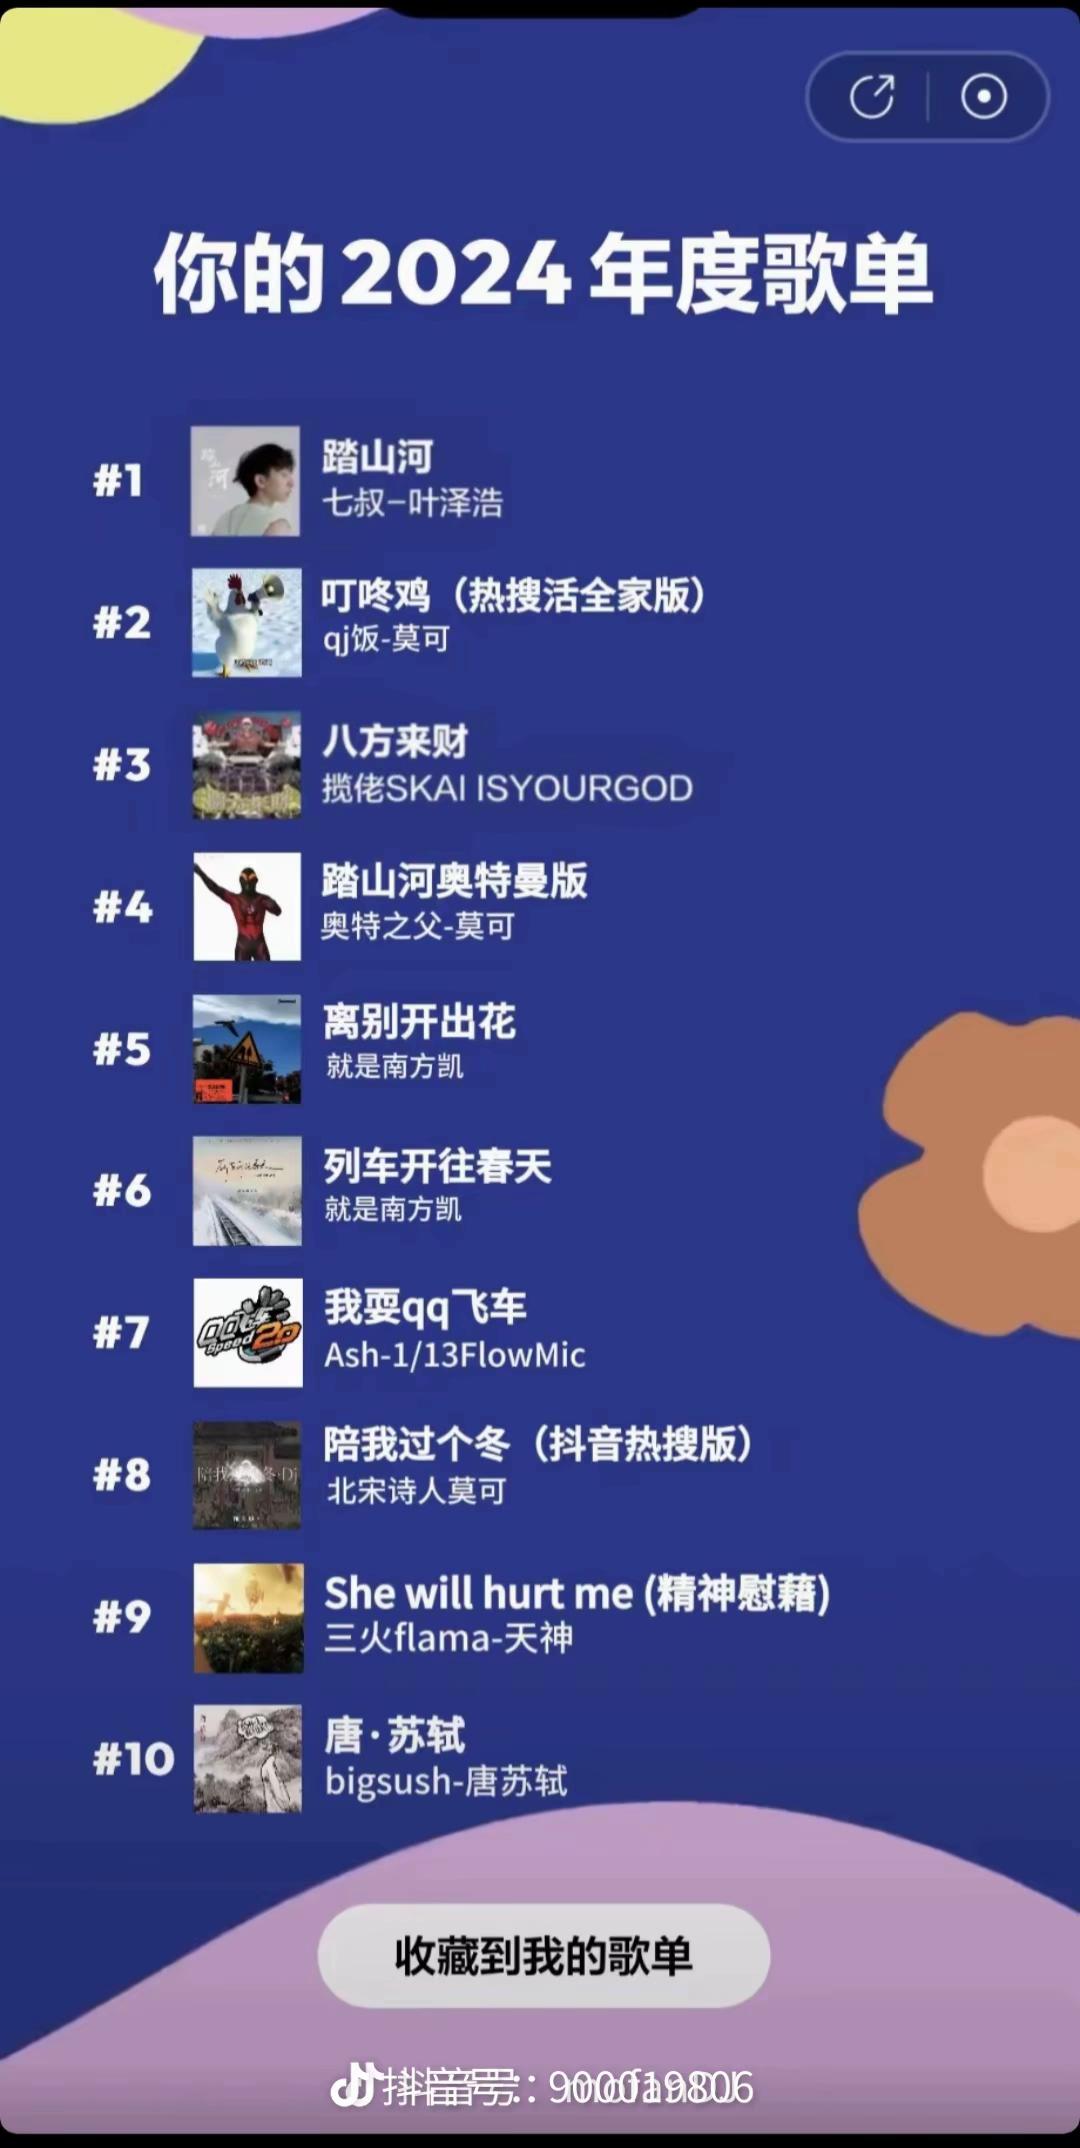 你的2024年度歌单
#1
踏山河
七叔-叶泽浩
#2
叮咚鸡（热搜活全家版）
qj饭-莫可
#3
八方来财
揽佬SKAI ISYOURGOD
#4
踏山河奥特曼版
奥特之父-莫可
#5
离别开出花
就是南方凯
#6
列车开往春天
就是南方凯
#7
我耍qq飞车
Ash-1/13FlowMic
#8
陪我过个冬（抖音热搜版）
北宋诗人莫可
#9
She will hurt me (精神慰藉)
三火flama-天神
#10
唐·苏轼
bigsush-唐苏轼
收藏到我的歌单
抖音号：